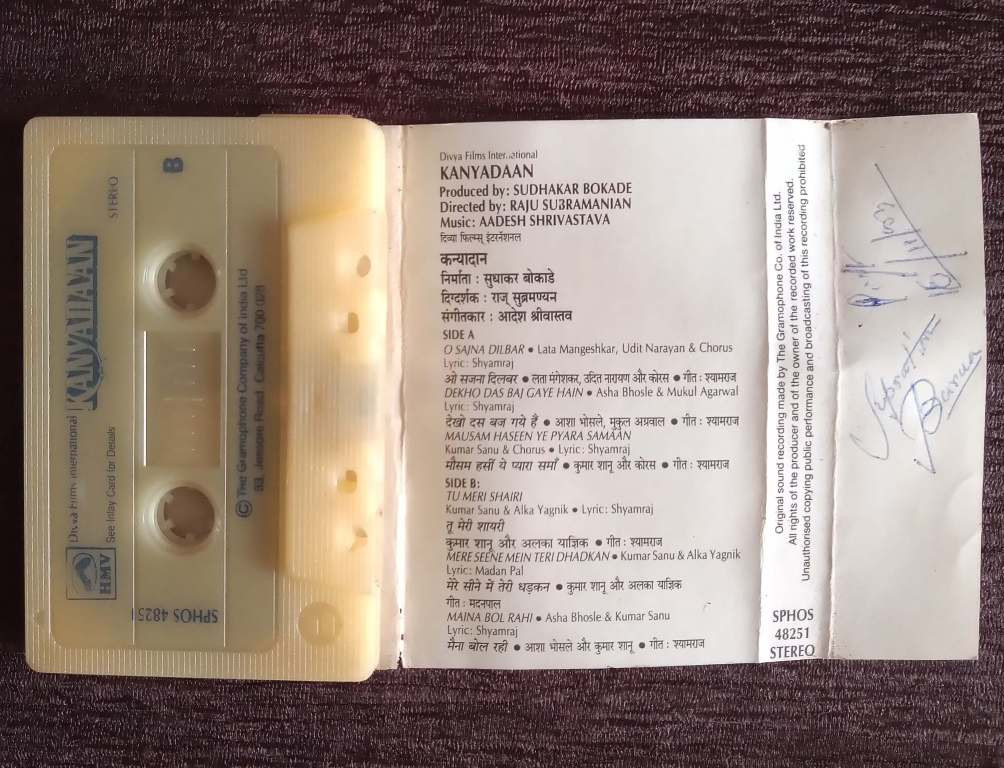 B
STEREO
KANYADAAN
Divya Films International
See Inlay Card for Details
HMV
SPHOS 48251
© The Gramophone Company of India Ltd
33, Jessore Road, Calcutta 700 028
Divya Films International
KANYADAAN
Produced by: SUDHAKAR BOKADE
Directed by: RAJU SUBRAMANIAN
Music: AADESH SHRIVASTAVA
दिव्या फिल्म्स् इंटरनॅशनल
कन्यादान
निर्माता : सुधाकर बोकाडे
दिग्दर्शक : राजू सुब्रमण्यन
संगीतकार : आदेश श्रीवास्तव
SIDE A
O SAJNA DILBAR • Lata Mangeshkar, Udit Narayan & Chorus
Lyric: Shyamraj
ओ सजना दिलबर • लता मंगेशकर, उदित नारायण और कोरस • गीत : श्यामराज
DEKHO DAS BAJ GAYE HAIN • Asha Bhosle & Mukul Agarwal
Lyric: Shyamraj
देखो दस बज गये हैं • आशा भोसले, मुकुल अग्रवाल • गीत : श्यामराज
MAUSAM HASEEN YE PYARA SAMAAN
Kumar Sanu & Chorus • Lyric: Shyamraj
मौसम हसीं ये प्यारा समाँ • कुमार शानू और कोरस • गीत : श्यामराज
SIDE B:
TU MERI SHAIRI
Kumar Sanu & Alka Yagnik • Lyric: Shyamraj
तू मेरी शायरी
कुमार शानू और अलका याज्ञिक • गीत : श्यामराज
MERE SEENE MEIN TERI DHADKAN • Kumar Sanu & Alka Yagnik
Lyric: Madan Pal
मेरे सीने में तेरी धड़कन • कुमार शानू और अलका याज्ञिक
गीत : मदनपाल
MAINA BOL RAHI • Asha Bhosle & Kumar Sanu
Lyric: Shyamraj
मैना बोल रही • आशा भोसले और कुमार शानू • गीत : श्यामराज
Original sound recording made by The Gramophone Co. of India Ltd.
All rights of the producer and of the owner of the recorded work reserved.
Unauthorised copying public performance and broadcasting of this recording prohibited
SPHOS
48251
STEREO
Baruah